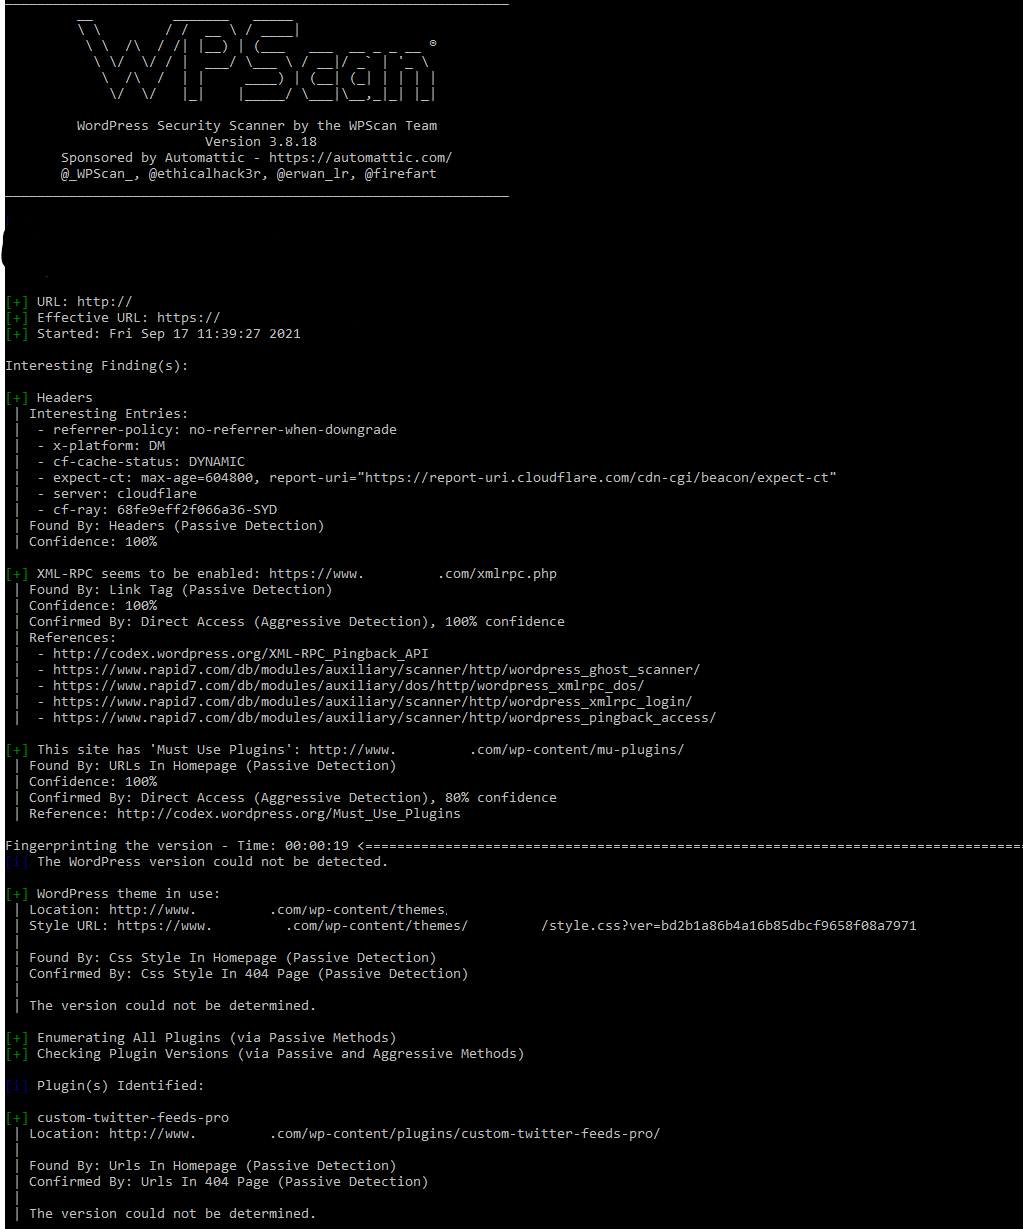 WPScan ®
WordPress Security Scanner by the WPScan Team
Version 3.8.18
Sponsored by Automattic - https://automattic.com/
@_WPScan_, @ethicalhack3r, @erwan_lr, @firefart
[+] URL: http://
[+] Effective URL: https://
[+] Started: Fri Sep 17 11:39:27 2021
Interesting Finding(s):
[+] Headers
| Interesting Entries:
|  - referrer-policy: no-referrer-when-downgrade
|  - x-platform: DM
|  - cf-cache-status: DYNAMIC
|  - expect-ct: max-age=604800, report-uri="https://report-uri.cloudflare.com/cdn-cgi/beacon/expect-ct"
|  - server: cloudflare
|  - cf-ray: 68fe9eff2f066a36-SYD
| Found By: Headers (Passive Detection)
| Confidence: 100%
[+] XML-RPC seems to be enabled: https://www. .com/xmlrpc.php
| Found By: Link Tag (Passive Detection)
| Confidence: 100%
| Confirmed By: Direct Access (Aggressive Detection), 100% confidence
| References:
|  - http://codex.wordpress.org/XML-RPC_Pingback_API
|  - https://www.rapid7.com/db/modules/auxiliary/scanner/http/wordpress_ghost_scanner/
|  - https://www.rapid7.com/db/modules/auxiliary/dos/http/wordpress_xmlrpc_dos/
|  - https://www.rapid7.com/db/modules/auxiliary/scanner/http/wordpress_xmlrpc_login/
|  - https://www.rapid7.com/db/modules/auxiliary/scanner/http/wordpress_pingback_access/
[+] This site has 'Must Use Plugins': http://www. .com/wp-content/mu-plugins/
| Found By: URLs In Homepage (Passive Detection)
| Confidence: 100%
| Confirmed By: Direct Access (Aggressive Detection), 80% confidence
| Reference: http://codex.wordpress.org/Must_Use_Plugins
Fingerprinting the version - Time: 00:00:19 <==================================================================================
[i] The WordPress version could not be detected.
[+] WordPress theme in use:
| Location: http://www. .com/wp-content/themes
| Style URL: https://www. .com/wp-content/themes/ /style.css?ver=bd2b1a86b4a16b85dbcf9658f08a7971
|
| Found By: Css Style In Homepage (Passive Detection)
| Confirmed By: Css Style In 404 Page (Passive Detection)
|
| The version could not be determined.
[+] Enumerating All Plugins (via Passive Methods)
[+] Checking Plugin Versions (via Passive and Aggressive Methods)
[i] Plugin(s) Identified:
[+] custom-twitter-feeds-pro
| Location: http://www. .com/wp-content/plugins/custom-twitter-feeds-pro/
|
| Found By: Urls In Homepage (Passive Detection)
| Confirmed By: Urls In 404 Page (Passive Detection)
|
| The version could not be determined.